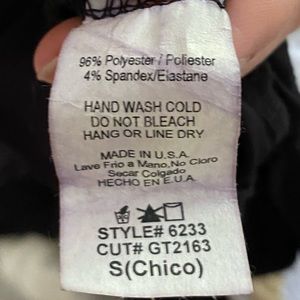 96% Polyester / Poliester
4% Spandex/Elastane
HAND WASH COLD
DO NOT BLEACH
HANG OR LINE DRY
MADE IN U.S.A.
Lave Frio a Mano,No Cloro
Secar Colgado
HECHO EN E.U.A.
STYLE# 6233
CUT# GT2163
S(Chico)